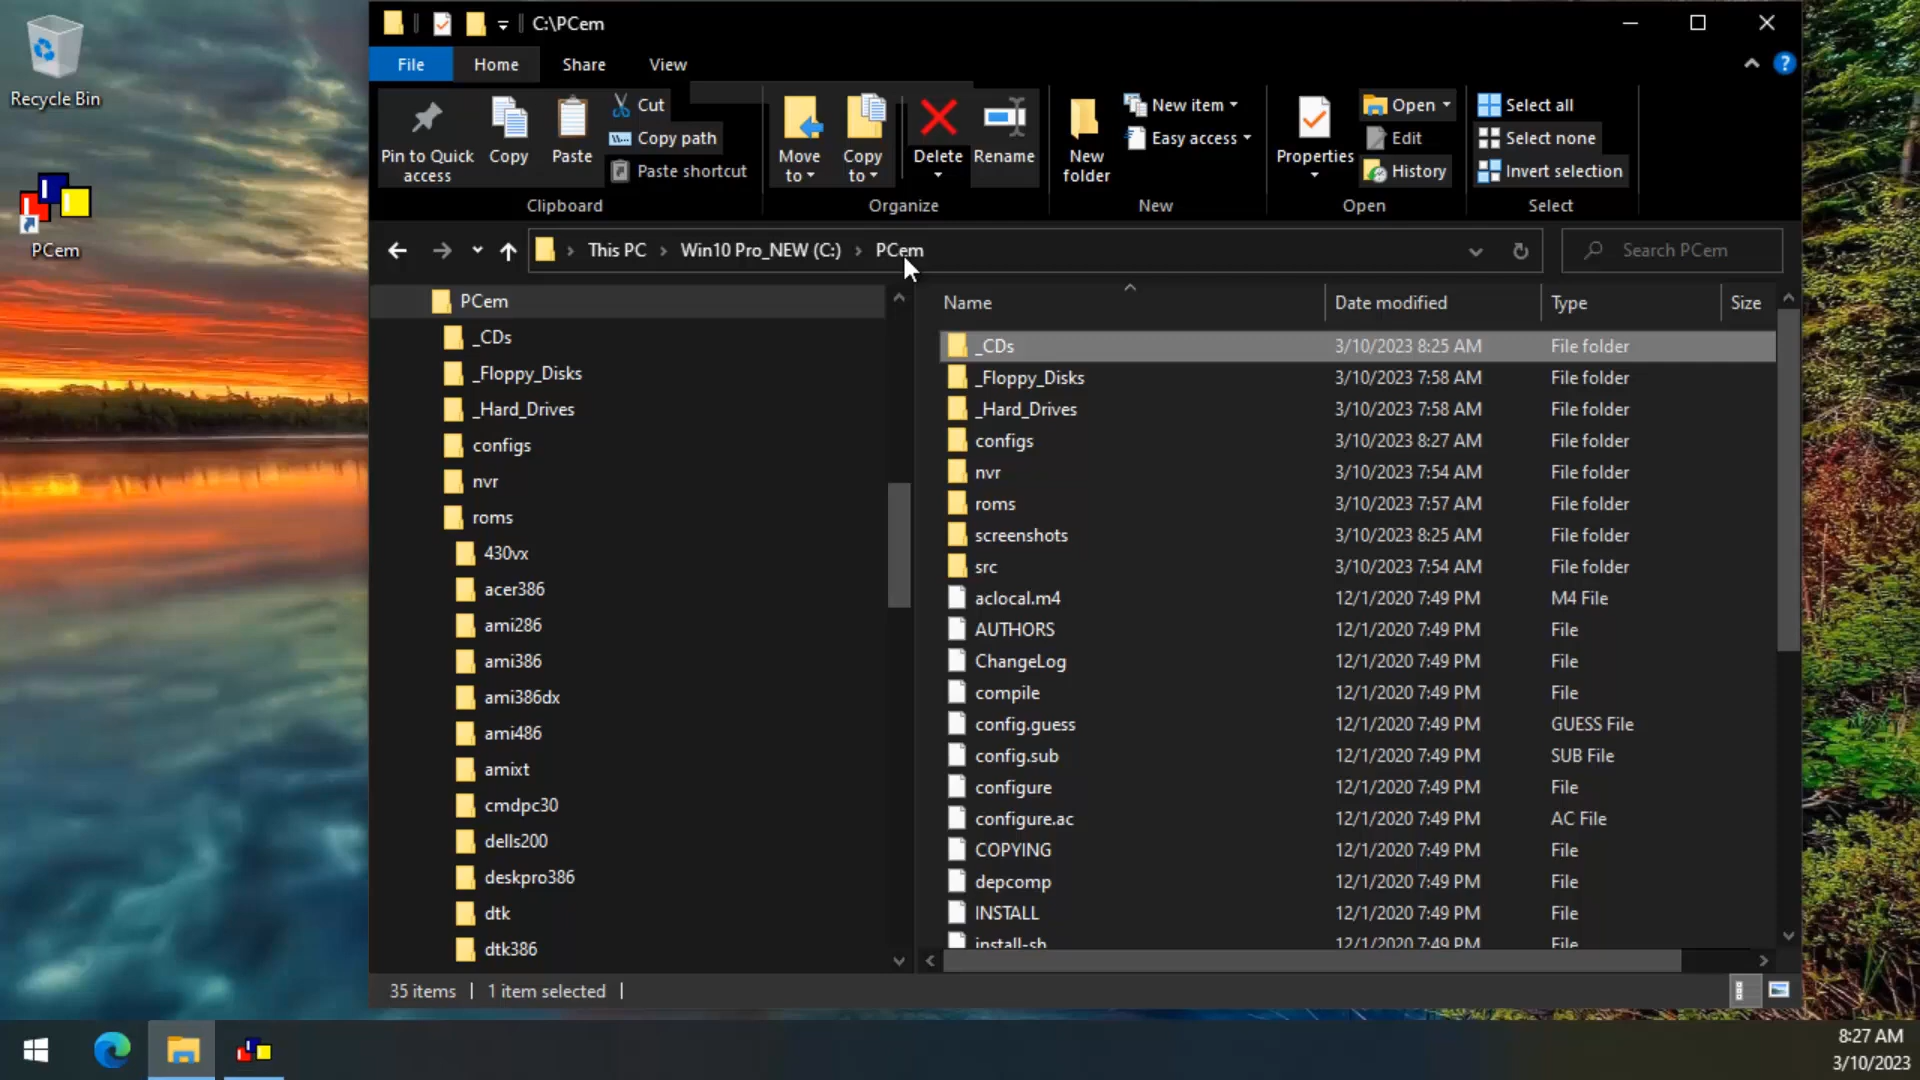 Recycle Bin
PCem
C:\PCem
File Home Share View
Pin to Quick access
Copy
Paste
Cut
Copy path
Paste shortcut
Clipboard
Move to
Copy to
Delete
Rename
Organize
New folder
New item
Easy access
New
Properties
Open
Edit
History
Open
Select all
Select none
Invert selection
Select
This PC > Win10 Pro_NEW (C:) > PCem
Search PCem
PCem
_CDs
_Floppy_Disks
_Hard_Drives
configs
nvr
roms
430vx
acer386
ami286
ami386
ami386dx
ami486
amixt
cmdpc30
dells200
deskpro386
dtk
dtk386
Name Date modified Type Size
_CDs 3/10/2023 8:25 AM File folder
_Floppy_Disks 3/10/2023 7:58 AM File folder
_Hard_Drives 3/10/2023 7:58 AM File folder
configs 3/10/2023 8:27 AM File folder
nvr 3/10/2023 7:54 AM File folder
roms 3/10/2023 7:57 AM File folder
screenshots 3/10/2023 8:25 AM File folder
src 3/10/2023 7:54 AM File folder
aclocal.m4 12/1/2020 7:49 PM M4 File
AUTHORS 12/1/2020 7:49 PM File
ChangeLog 12/1/2020 7:49 PM File
compile 12/1/2020 7:49 PM File
config.guess 12/1/2020 7:49 PM GUESS File
config.sub 12/1/2020 7:49 PM SUB File
configure 12/1/2020 7:49 PM File
configure.ac 12/1/2020 7:49 PM AC File
COPYING 12/1/2020 7:49 PM File
depcomp 12/1/2020 7:49 PM File
INSTALL 12/1/2020 7:49 PM File
install-sh 12/1/2020 7:49 PM File
35 items | 1 item selected |
8:27 AM
3/10/2023